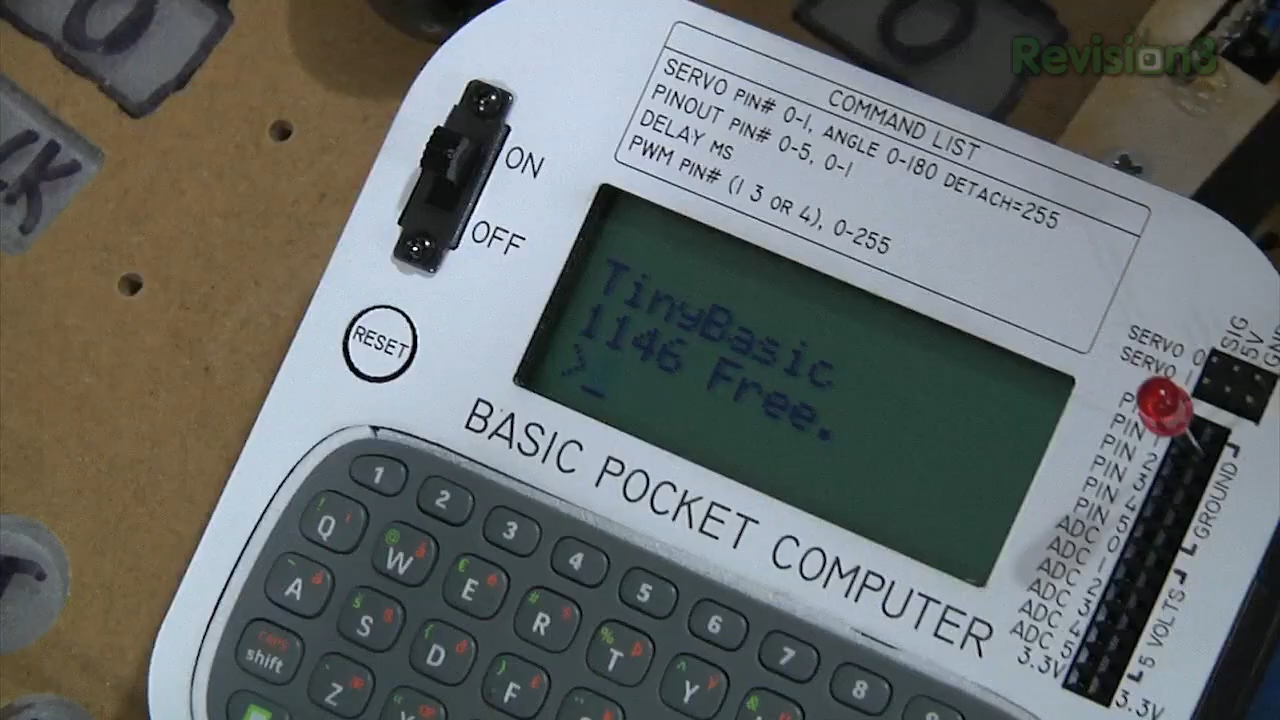 Revision3
COMMAND LIST
SERVO PIN# 0-1, ANGLE 0-180 DETACH=255
PINOUT PIN# 0-5, 0-1
DELAY MS
PWM PIN# (1 3 OR 4), 0-255
ON
OFF
RESET
TinyBasic
1146 Free.
>_
BASIC POCKET COMPUTER
SIG
5V
SERVO 0
SERVO
PIN 1
PIN 2
PIN 3
PIN 4
PIN 5
ADC 0
ADC 1
ADC 2
ADC 3
ADC 4
ADC 5
3.3V
GROUND
5 VOLTS
3.3V
1 2 3 4 5 6 7 8
Q W E R T Y
A S D F
shift Z